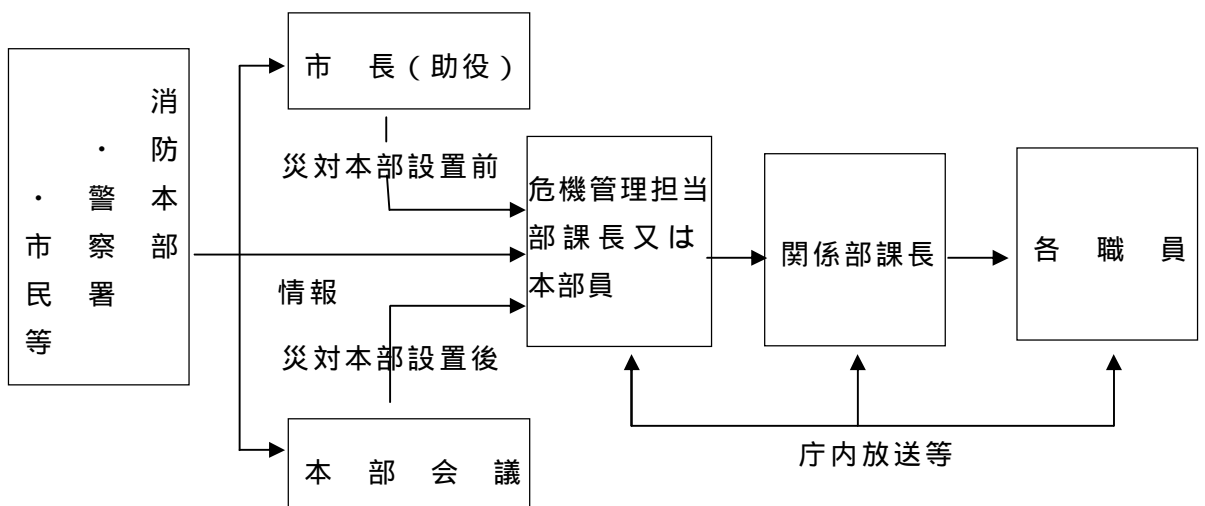 消防本部
・警察署
・市民等
市　長（助役）
災対本部設置前
情報
災対本部設置後
本　部　会　議
危機管理担当
部課長又は
本部員
関係部課長
各　職　員
庁内放送等